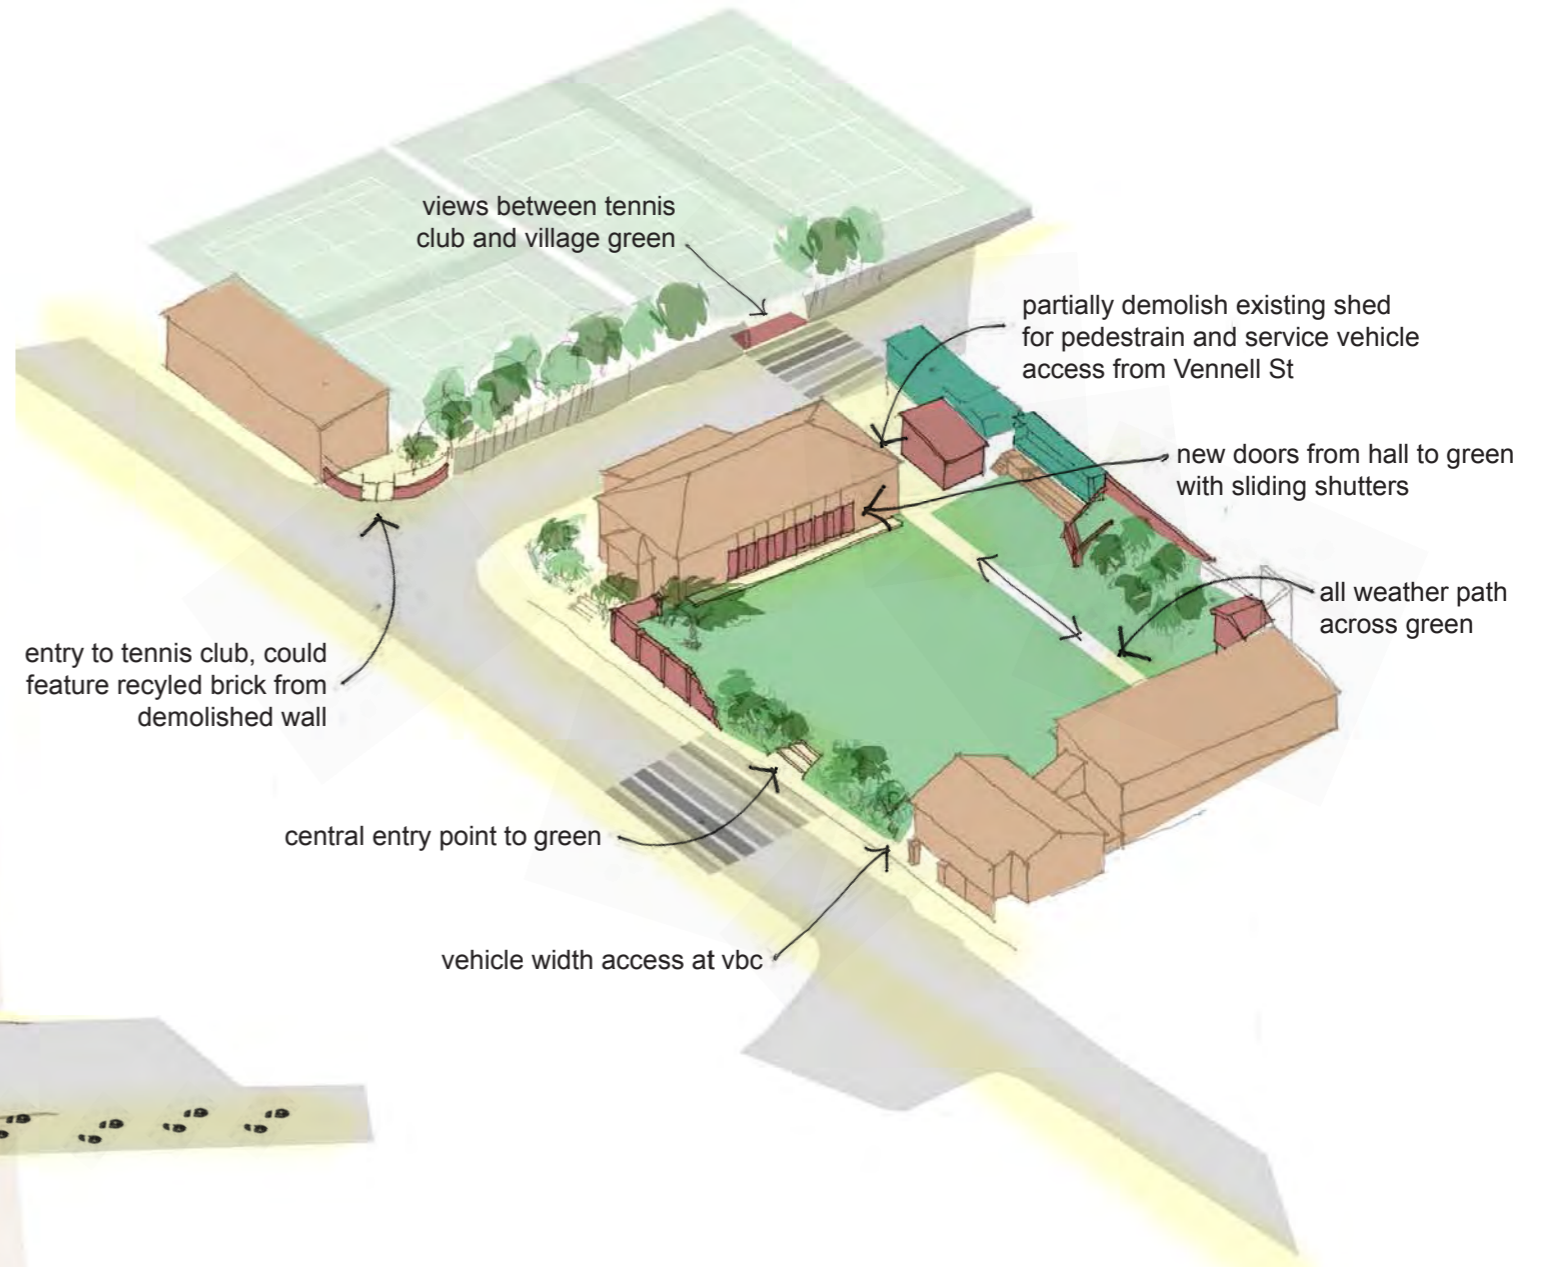 views between tennis
club and village green
partially demolish existing shed
for pedestrain and service vehicle
access from Vennell St
new doors from hall to green
with sliding shutters
all weather path
across green
entry to tennis club, could
feature recyled brick from
demolished wall
central entry point to green
vehicle width access at vbc